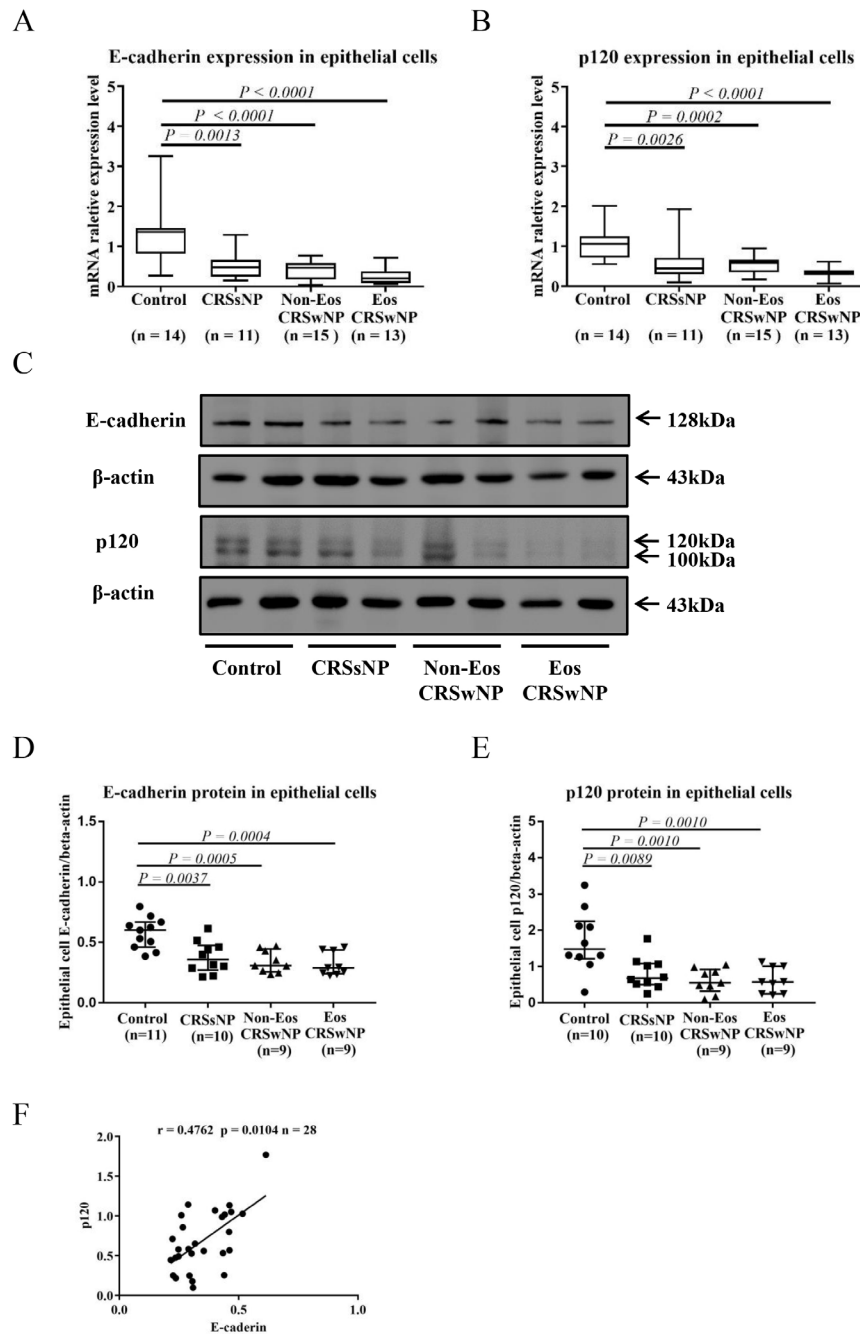 A
E-cadherin expression in epithelial cells
mRNA raletive expression level
5
4
3
2
1
0
P < 0.0001
P < 0.0001
P = 0.0013
Control
CRSsNP
Non-Eos
CRSwNP
Eos
CRSwNP
(n = 14)
(n = 11)
(n =15 )
(n = 13)
B
p120 expression in epithelial cells
mRNA raletive expression level
5
4
3
2
1
0
P < 0.0001
P = 0.0002
P = 0.0026
Control
CRSsNP
Non-Eos
CRSwNP
Eos
CRSwNP
(n = 14)
(n = 11)
(n =15 )
(n = 13)
C
E-cadherin
128kDa
β-actin
43kDa
p120
120kDa
100kDa
β-actin
43kDa
Control
CRSsNP
Non-Eos
CRSwNP
Eos
CRSwNP
D
E-cadherin protein in epithelial cells
Epithelial cell E-cadherin/beta-actin
1.5
1.0
0.5
0.0
P = 0.0004
P = 0.0005
P = 0.0037
Control
(n=11)
CRSsNP
(n=10)
Non-Eos
CRSwNP
(n=9)
Eos
CRSwNP
(n=9)
E
p120 protein in epithelial cells
Epithelial cell p120/beta-actin
5
4
3
2
1
0
P = 0.0010
P = 0.0010
P = 0.0089
Control
(n=10)
CRSsNP
(n=10)
Non-Eos
CRSwNP
(n=9)
Eos
CRSwNP
(n=9)
F
r = 0.4762 p = 0.0104 n = 28
p120
2.0
1.5
1.0
0.5
0.0
0.0
0.5
1.0
E-caderin